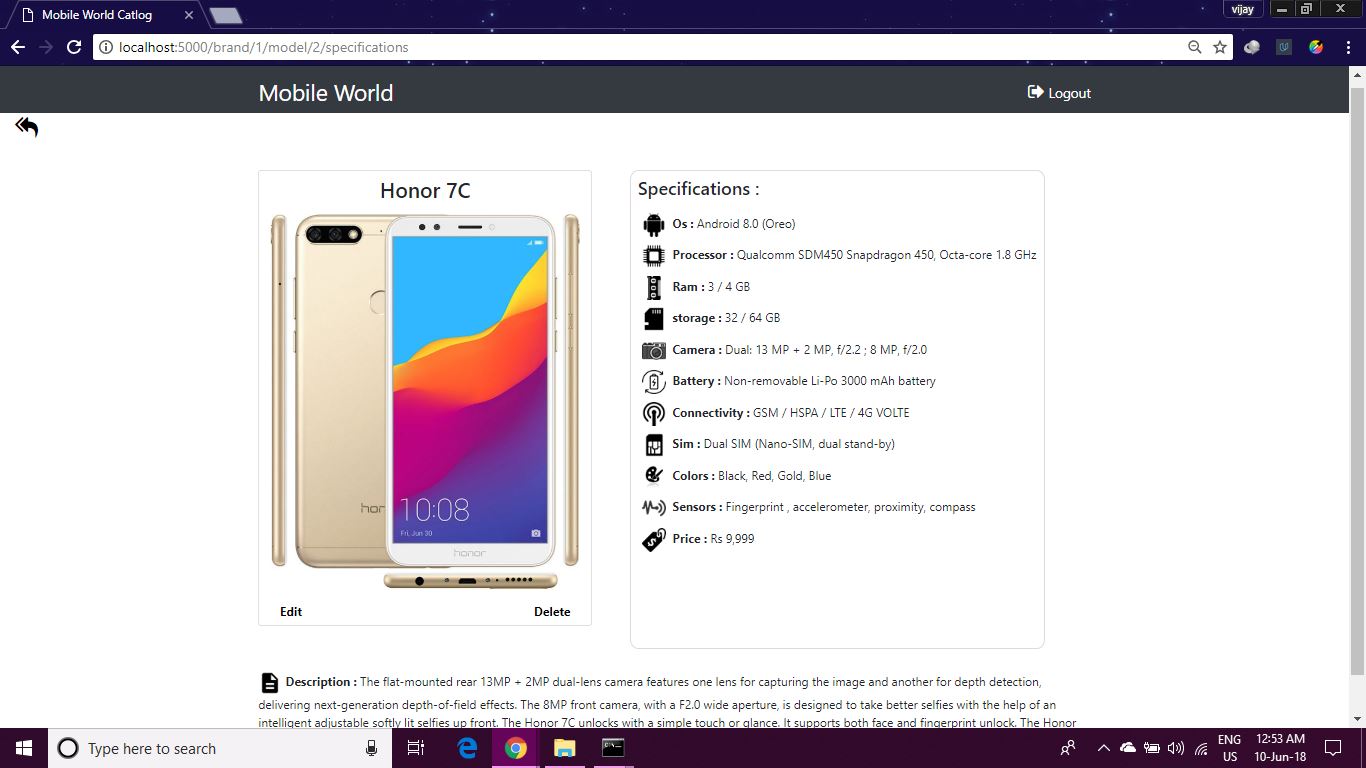 Mobile World Catlog
vijay
localhost:5000/brand/1/model/2/specifications
Mobile World
Logout
Honor 7C
hon
10:08
Fri, Jun 30
honor
Edit
Delete
Specifications :
Os : Android 8.0 (Oreo)
Processor : Qualcomm SDM450 Snapdragon 450, Octa-core 1.8 GHz
Ram : 3 / 4 GB
storage : 32 / 64 GB
Camera : Dual: 13 MP + 2 MP, f/2.2 ; 8 MP, f/2.0
Battery : Non-removable Li-Po 3000 mAh battery
Connectivity : GSM / HSPA / LTE / 4G VOLTE
Sim : Dual SIM (Nano-SIM, dual stand-by)
Colors : Black, Red, Gold, Blue
Sensors : Fingerprint , accelerometer, proximity, compass
Price : Rs 9,999
Description : The flat-mounted rear 13MP + 2MP dual-lens camera features one lens for capturing the image and another for depth detection,
delivering next-generation depth-of-field effects. The 8MP front camera, with a F2.0 wide aperture, is designed to take better selfies with the help of an
intelligent adjustable softly lit selfies up front. The Honor 7C unlocks with a simple touch or glance. It supports both face and fingerprint unlock. The Honor
Type here to search
ENG
US
12:53 AM
10-Jun-18